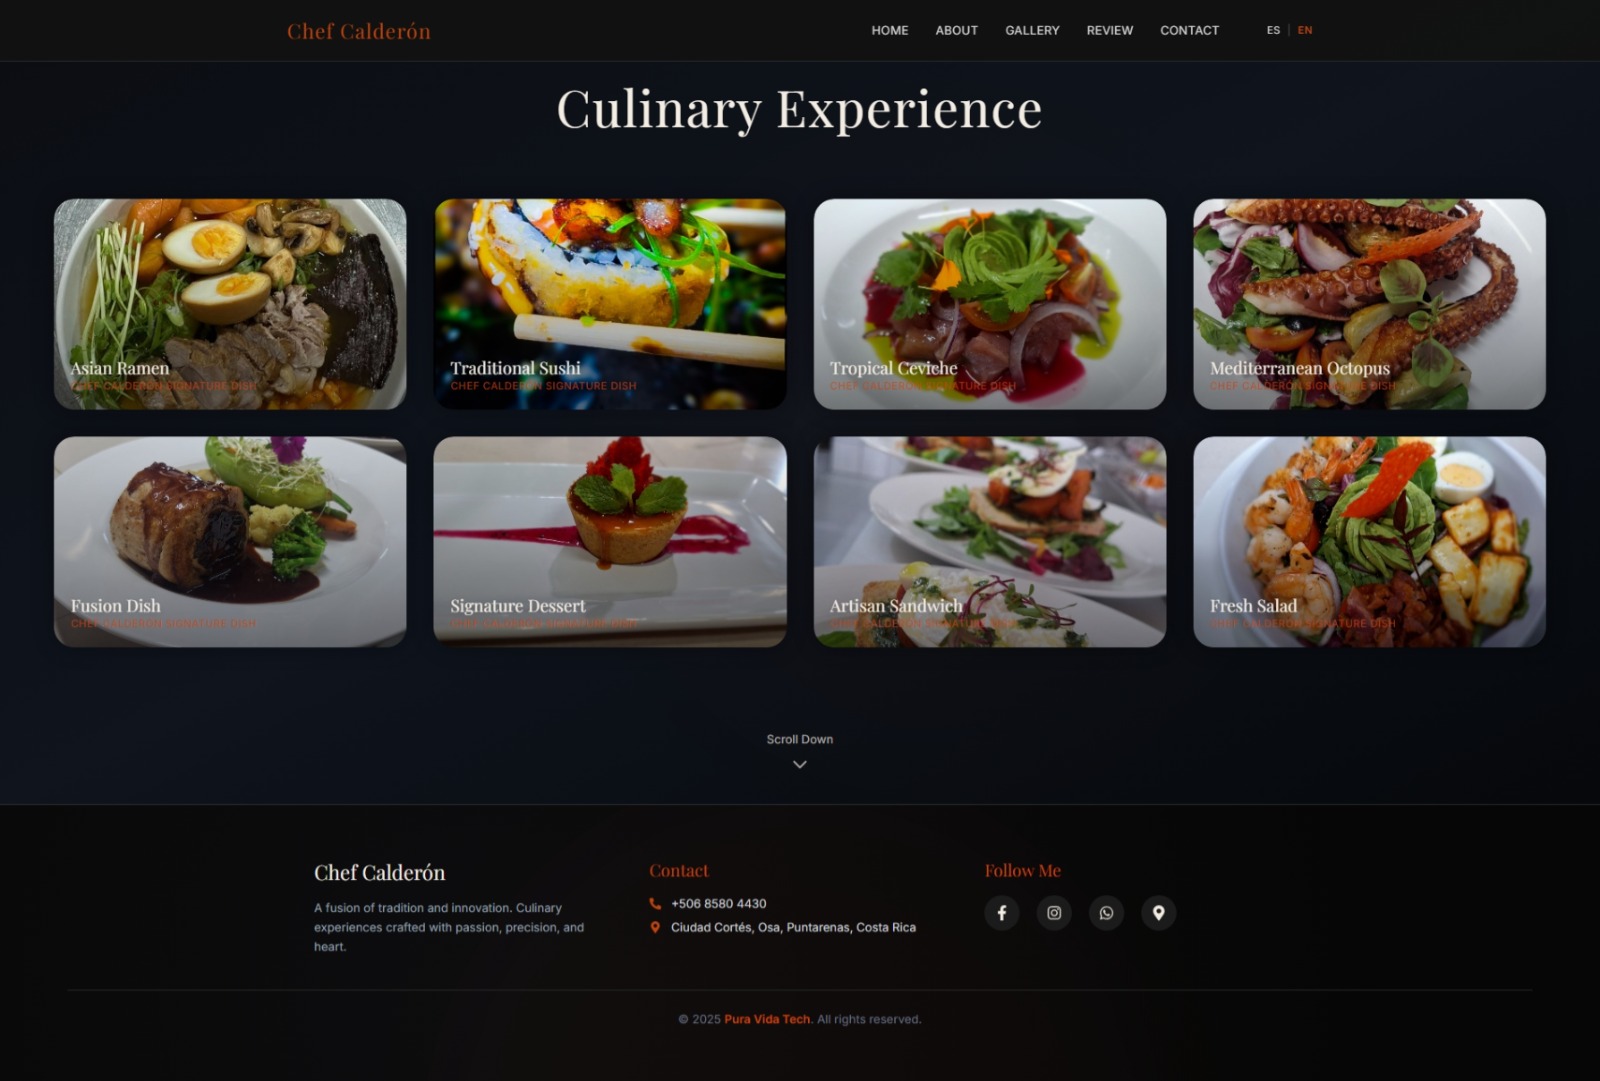 Chef Calderón
HOME ABOUT GALLERY REVIEW CONTACT ES | EN
Culinary Experience
Asian Ramen
CHEF CALDERÓN SIGNATURE DISH
Traditional Sushi
CHEF CALDERÓN SIGNATURE DISH
Tropical Ceviche
CHEF CALDERÓN SIGNATURE DISH
Mediterranean Octopus
CHEF CALDERÓN SIGNATURE DISH
Fusion Dish
CHEF CALDERÓN SIGNATURE DISH
Signature Dessert
CHEF CALDERÓN SIGNATURE DISH
Artisan Sandwich
CHEF CALDERÓN SIGNATURE DISH
Fresh Salad
CHEF CALDERÓN SIGNATURE DISH
Scroll Down
Chef Calderón
A fusion of tradition and innovation. Culinary
experiences crafted with passion, precision, and
heart.
Contact
+506 8580 4430
Ciudad Cortés, Osa, Puntarenas, Costa Rica
Follow Me
© 2025 Pura Vida Tech. All rights reserved.